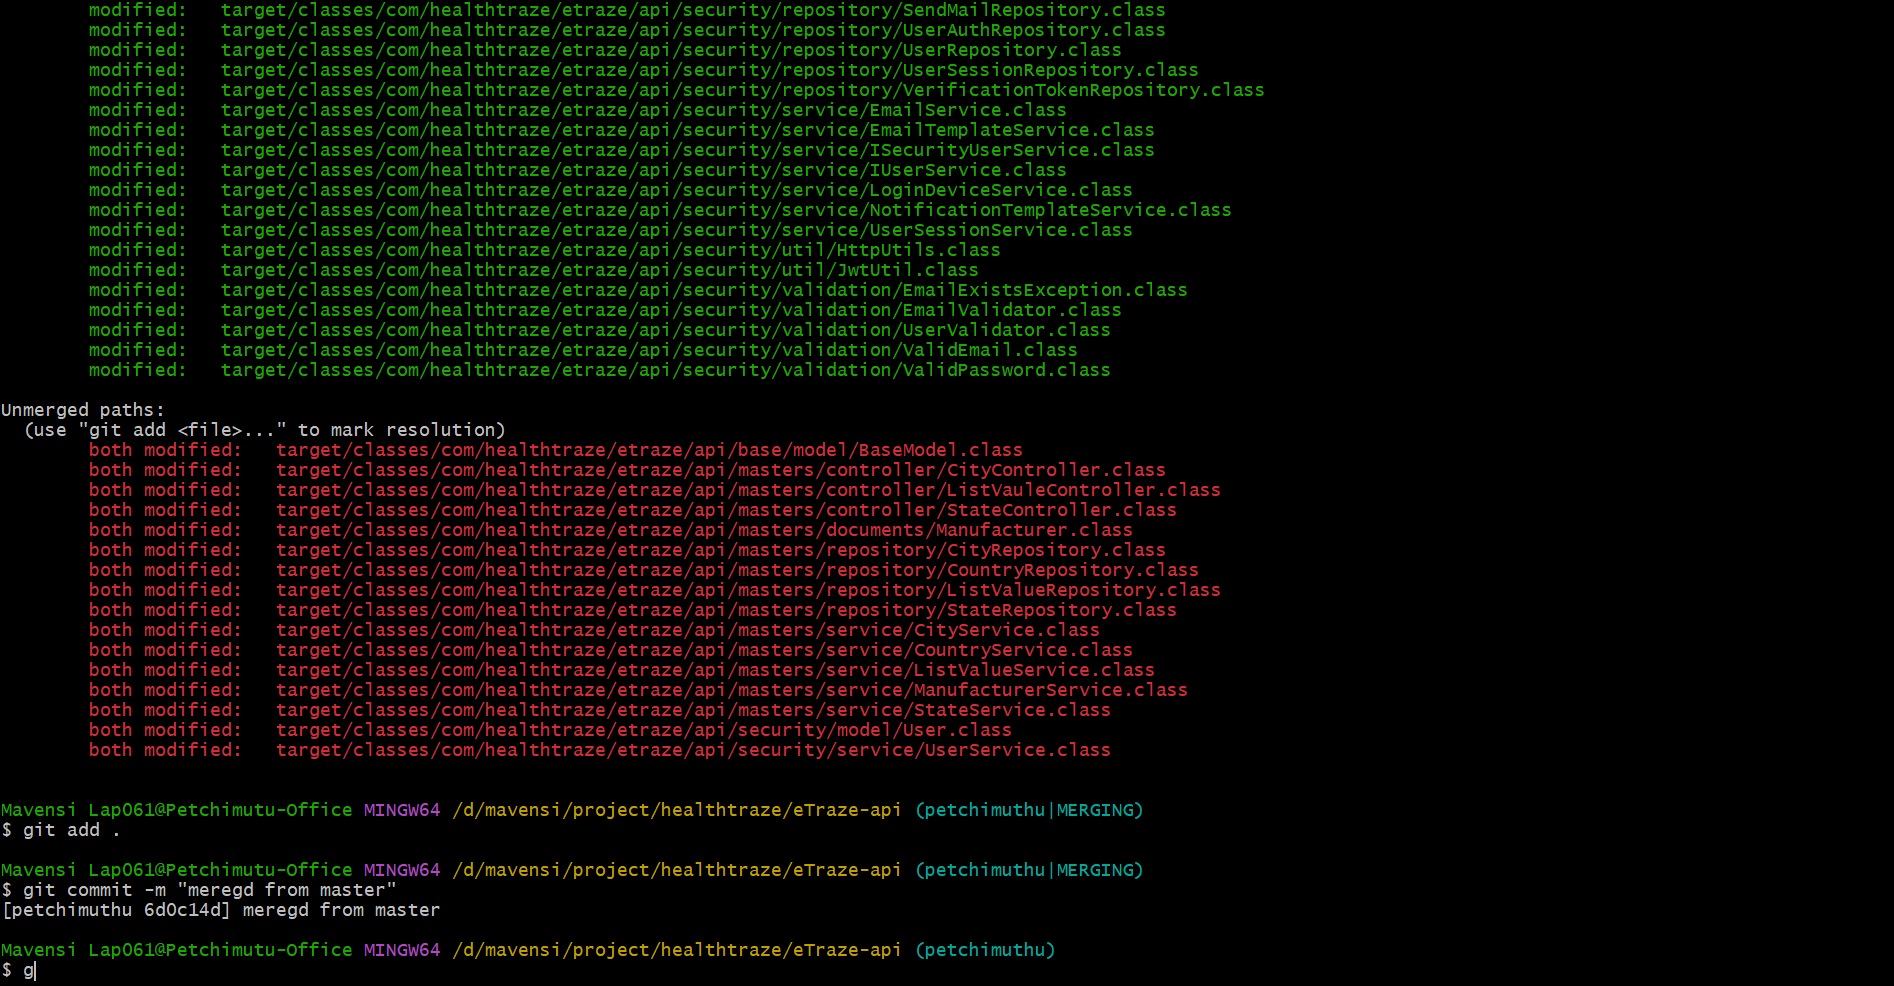 modified:   target/classes/com/healthtraze/etraze/api/security/repository/SendMailRepository.class
modified:   target/classes/com/healthtraze/etraze/api/security/repository/UserAuthRepository.class
modified:   target/classes/com/healthtraze/etraze/api/security/repository/UserRepository.class
modified:   target/classes/com/healthtraze/etraze/api/security/repository/UserSessionRepository.class
modified:   target/classes/com/healthtraze/etraze/api/security/repository/VerificationTokenRepository.class
modified:   target/classes/com/healthtraze/etraze/api/security/service/EmailService.class
modified:   target/classes/com/healthtraze/etraze/api/security/service/EmailTemplateService.class
modified:   target/classes/com/healthtraze/etraze/api/security/service/ISecurityUserService.class
modified:   target/classes/com/healthtraze/etraze/api/security/service/IUserService.class
modified:   target/classes/com/healthtraze/etraze/api/security/service/LoginDeviceService.class
modified:   target/classes/com/healthtraze/etraze/api/security/service/NotificationTemplateService.class
modified:   target/classes/com/healthtraze/etraze/api/security/service/UserSessionService.class
modified:   target/classes/com/healthtraze/etraze/api/security/util/HttpUtils.class
modified:   target/classes/com/healthtraze/etraze/api/security/util/JwtUtil.class
modified:   target/classes/com/healthtraze/etraze/api/security/validation/EmailExistsException.class
modified:   target/classes/com/healthtraze/etraze/api/security/validation/EmailValidator.class
modified:   target/classes/com/healthtraze/etraze/api/security/validation/UserValidator.class
modified:   target/classes/com/healthtraze/etraze/api/security/validation/ValidEmail.class
modified:   target/classes/com/healthtraze/etraze/api/security/validation/ValidPassword.class
Unmerged paths:
(use "git add <file>..." to mark resolution)
both modified:   target/classes/com/healthtraze/etraze/api/base/model/BaseModel.class
both modified:   target/classes/com/healthtraze/etraze/api/masters/controller/CityController.class
both modified:   target/classes/com/healthtraze/etraze/api/masters/controller/ListVauleController.class
both modified:   target/classes/com/healthtraze/etraze/api/masters/controller/StateController.class
both modified:   target/classes/com/healthtraze/etraze/api/masters/documents/Manufacturer.class
both modified:   target/classes/com/healthtraze/etraze/api/masters/repository/CityRepository.class
both modified:   target/classes/com/healthtraze/etraze/api/masters/repository/CountryRepository.class
both modified:   target/classes/com/healthtraze/etraze/api/masters/repository/ListValueRepository.class
both modified:   target/classes/com/healthtraze/etraze/api/masters/repository/StateRepository.class
both modified:   target/classes/com/healthtraze/etraze/api/masters/service/CityService.class
both modified:   target/classes/com/healthtraze/etraze/api/masters/service/CountryService.class
both modified:   target/classes/com/healthtraze/etraze/api/masters/service/ListValueService.class
both modified:   target/classes/com/healthtraze/etraze/api/masters/service/ManufacturerService.class
both modified:   target/classes/com/healthtraze/etraze/api/masters/service/StateService.class
both modified:   target/classes/com/healthtraze/etraze/api/security/model/User.class
both modified:   target/classes/com/healthtraze/etraze/api/security/service/UserService.class
Mavensi Lap061@Petchimutu-Office MINGW64 /d/mavensi/project/healthtraze/eTraze-api (petchimuthu|MERGING)
$ git add .
Mavensi Lap061@Petchimutu-Office MINGW64 /d/mavensi/project/healthtraze/eTraze-api (petchimuthu|MERGING)
$ git commit -m "meregd from master"
[petchimuthu 6d0c14d] meregd from master
Mavensi Lap061@Petchimutu-Office MINGW64 /d/mavensi/project/healthtraze/eTraze-api (petchimuthu)
$ g